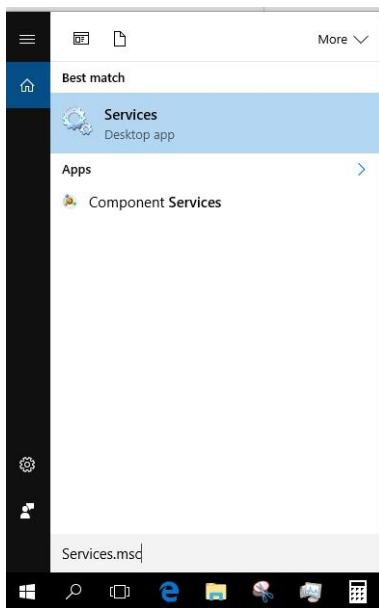 More
Best match
Services
Desktop app
Apps
Component Services
Services.msc